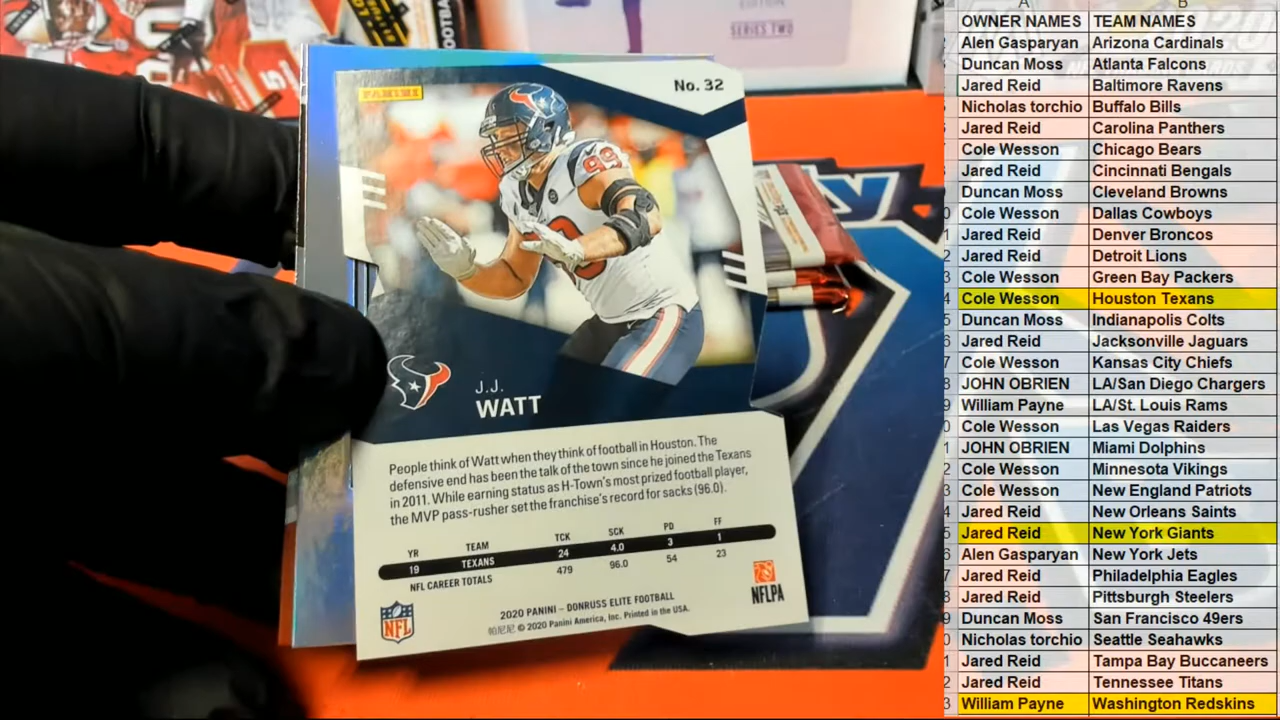 SERIES TWO
PANINI
No. 32
J.J.
WATT
People think of Watt when they think of football in Houston. The
defensive end has been the talk of the town since he joined the Texans
in 2011. While earning status as H-Town's most prized football player,
the MVP pass-rusher set the franchise's record for sacks (96.0).
YR TEAM TCK SCK PD FF
19 TEXANS 24 4.0 3 1
NFL CAREER TOTALS 479 96.0 54 23
2020 PANINI – DONRUSS ELITE FOOTBALL
帕尼尼 © 2020 Panini America, Inc. Printed in the USA.
NFL
NFLPA
A B
OWNER NAMES TEAM NAMES
Alen Gasparyan Arizona Cardinals
Duncan Moss Atlanta Falcons
Jared Reid Baltimore Ravens
Nicholas torchio Buffalo Bills
Jared Reid Carolina Panthers
Cole Wesson Chicago Bears
Jared Reid Cincinnati Bengals
Duncan Moss Cleveland Browns
Cole Wesson Dallas Cowboys
Jared Reid Denver Broncos
Jared Reid Detroit Lions
Cole Wesson Green Bay Packers
Cole Wesson Houston Texans
Duncan Moss Indianapolis Colts
Jared Reid Jacksonville Jaguars
Cole Wesson Kansas City Chiefs
JOHN OBRIEN LA/San Diego Chargers
William Payne LA/St. Louis Rams
Cole Wesson Las Vegas Raiders
JOHN OBRIEN Miami Dolphins
Cole Wesson Minnesota Vikings
Cole Wesson New England Patriots
Jared Reid New Orleans Saints
Jared Reid New York Giants
Alen Gasparyan New York Jets
Jared Reid Philadelphia Eagles
Jared Reid Pittsburgh Steelers
Duncan Moss San Francisco 49ers
Nicholas torchio Seattle Seahawks
Jared Reid Tampa Bay Buccaneers
Jared Reid Tennessee Titans
William Payne Washington Redskins